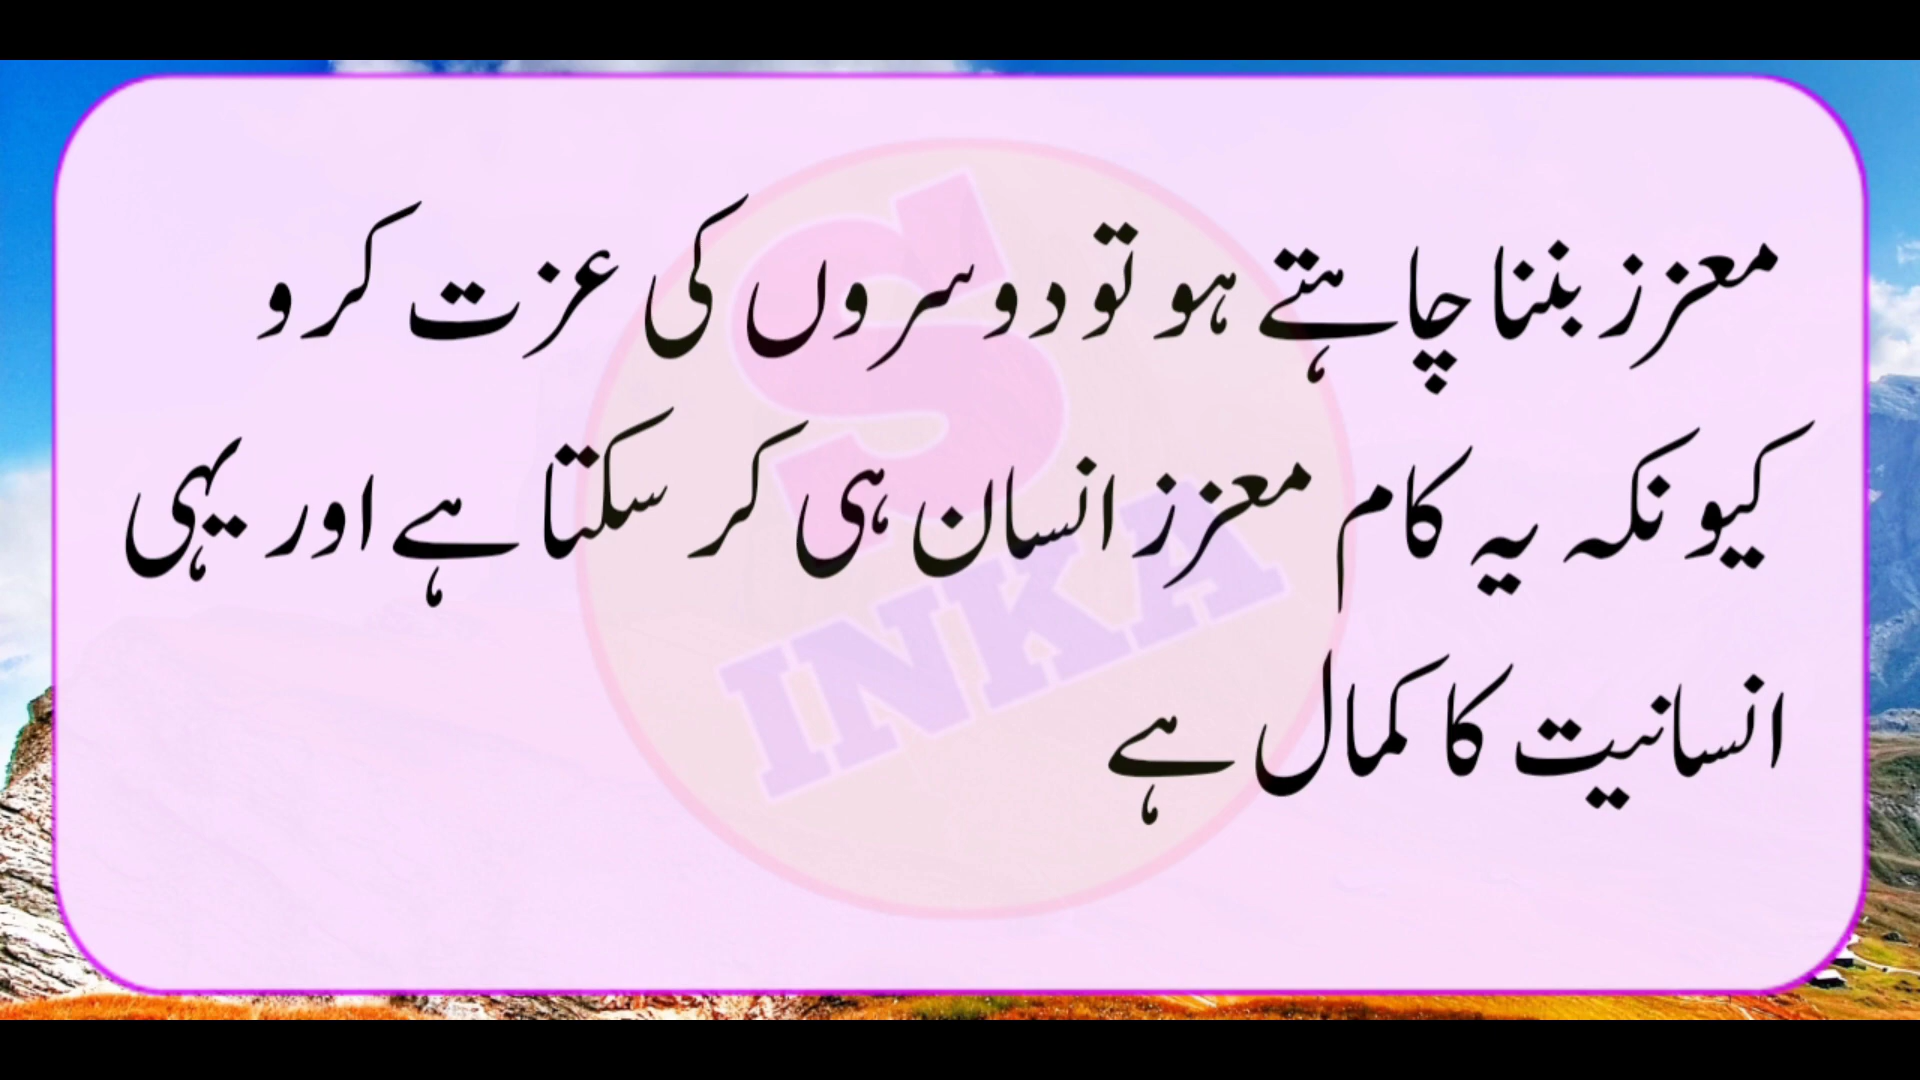 معزز بننا چاہتے ہو تو دوسروں کی عزت کرو
کیونکہ یہ کام معزز انسان ہی کر سکتا ہے اور یہی
انسانیت کا کمال ہے
S
INKA